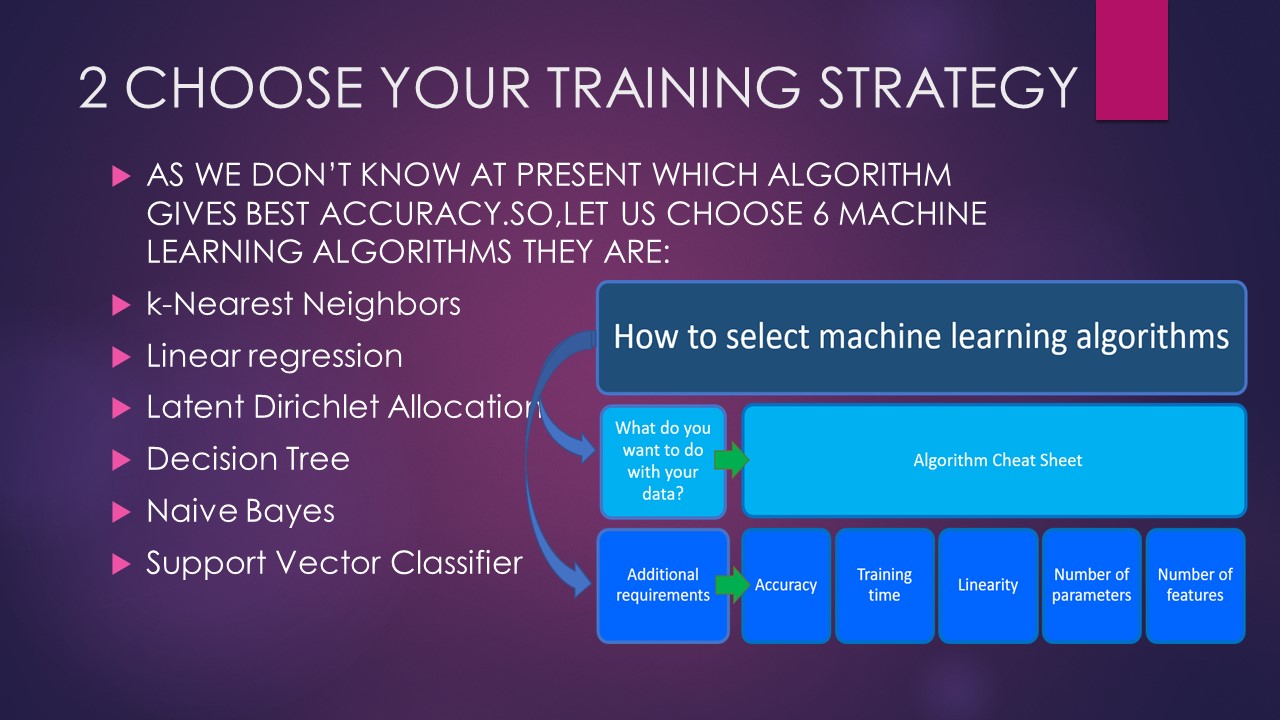 2 CHOOSE YOUR TRAINING STRATEGY
AS WE DON'T KNOW AT PRESENT WHICH ALGORITHM
GIVES BEST ACCURACY.SO,LET US CHOOSE 6 MACHINE
LEARNING ALGORITHMS THEY ARE:
k-Nearest Neighbors
Linear regression
Latent Dirichlet Allocation
Decision Tree
Naive Bayes
Support Vector Classifier
How to select machine learning algorithms
What do you
want to do
with your
data?
Algorithm Cheat Sheet
Additional
requirements
Accuracy
Training
time
Linearity
Number of
parameters
Number of
features